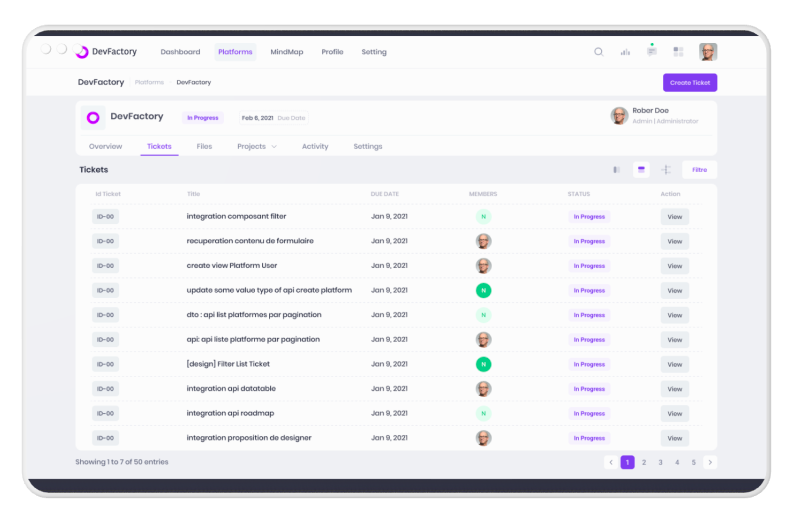 DevFactory Dashboard Platforms MindMap Profile Setting
DevFactory Platforms DevFactory Create Ticket
DevFactory In Progress Feb 6, 2021 Due Date
Rober Doe
Admin | Administrator
Overview Tickets Files Projects Activity Settings
Tickets Filtre
Id Ticket Title DUE DATE MEMBERS STATUS Action
ID-00 integration composant filter Jan 9, 2021 N In Progress View
ID-00 recuperation contenu de formulaire Jan 9, 2021 In Progress View
ID-00 create view Platform User Jan 9, 2021 In Progress View
ID-00 update some value type of api create platform Jan 9, 2021 N In Progress View
ID-00 dto : api list platformes par pagination Jan 9, 2021 N In Progress View
ID-00 api: api liste platforme par pagination Jan 9, 2021 In Progress View
ID-00 [design] Filter List Ticket Jan 9, 2021 N In Progress View
ID-00 integration api datatable Jan 9, 2021 In Progress View
ID-00 integration api roadmap Jan 9, 2021 N In Progress View
ID-00 integration proposition de designer Jan 9, 2021 In Progress View
Showing 1 to 7 of 50 entries < 1 2 3 4 5 >